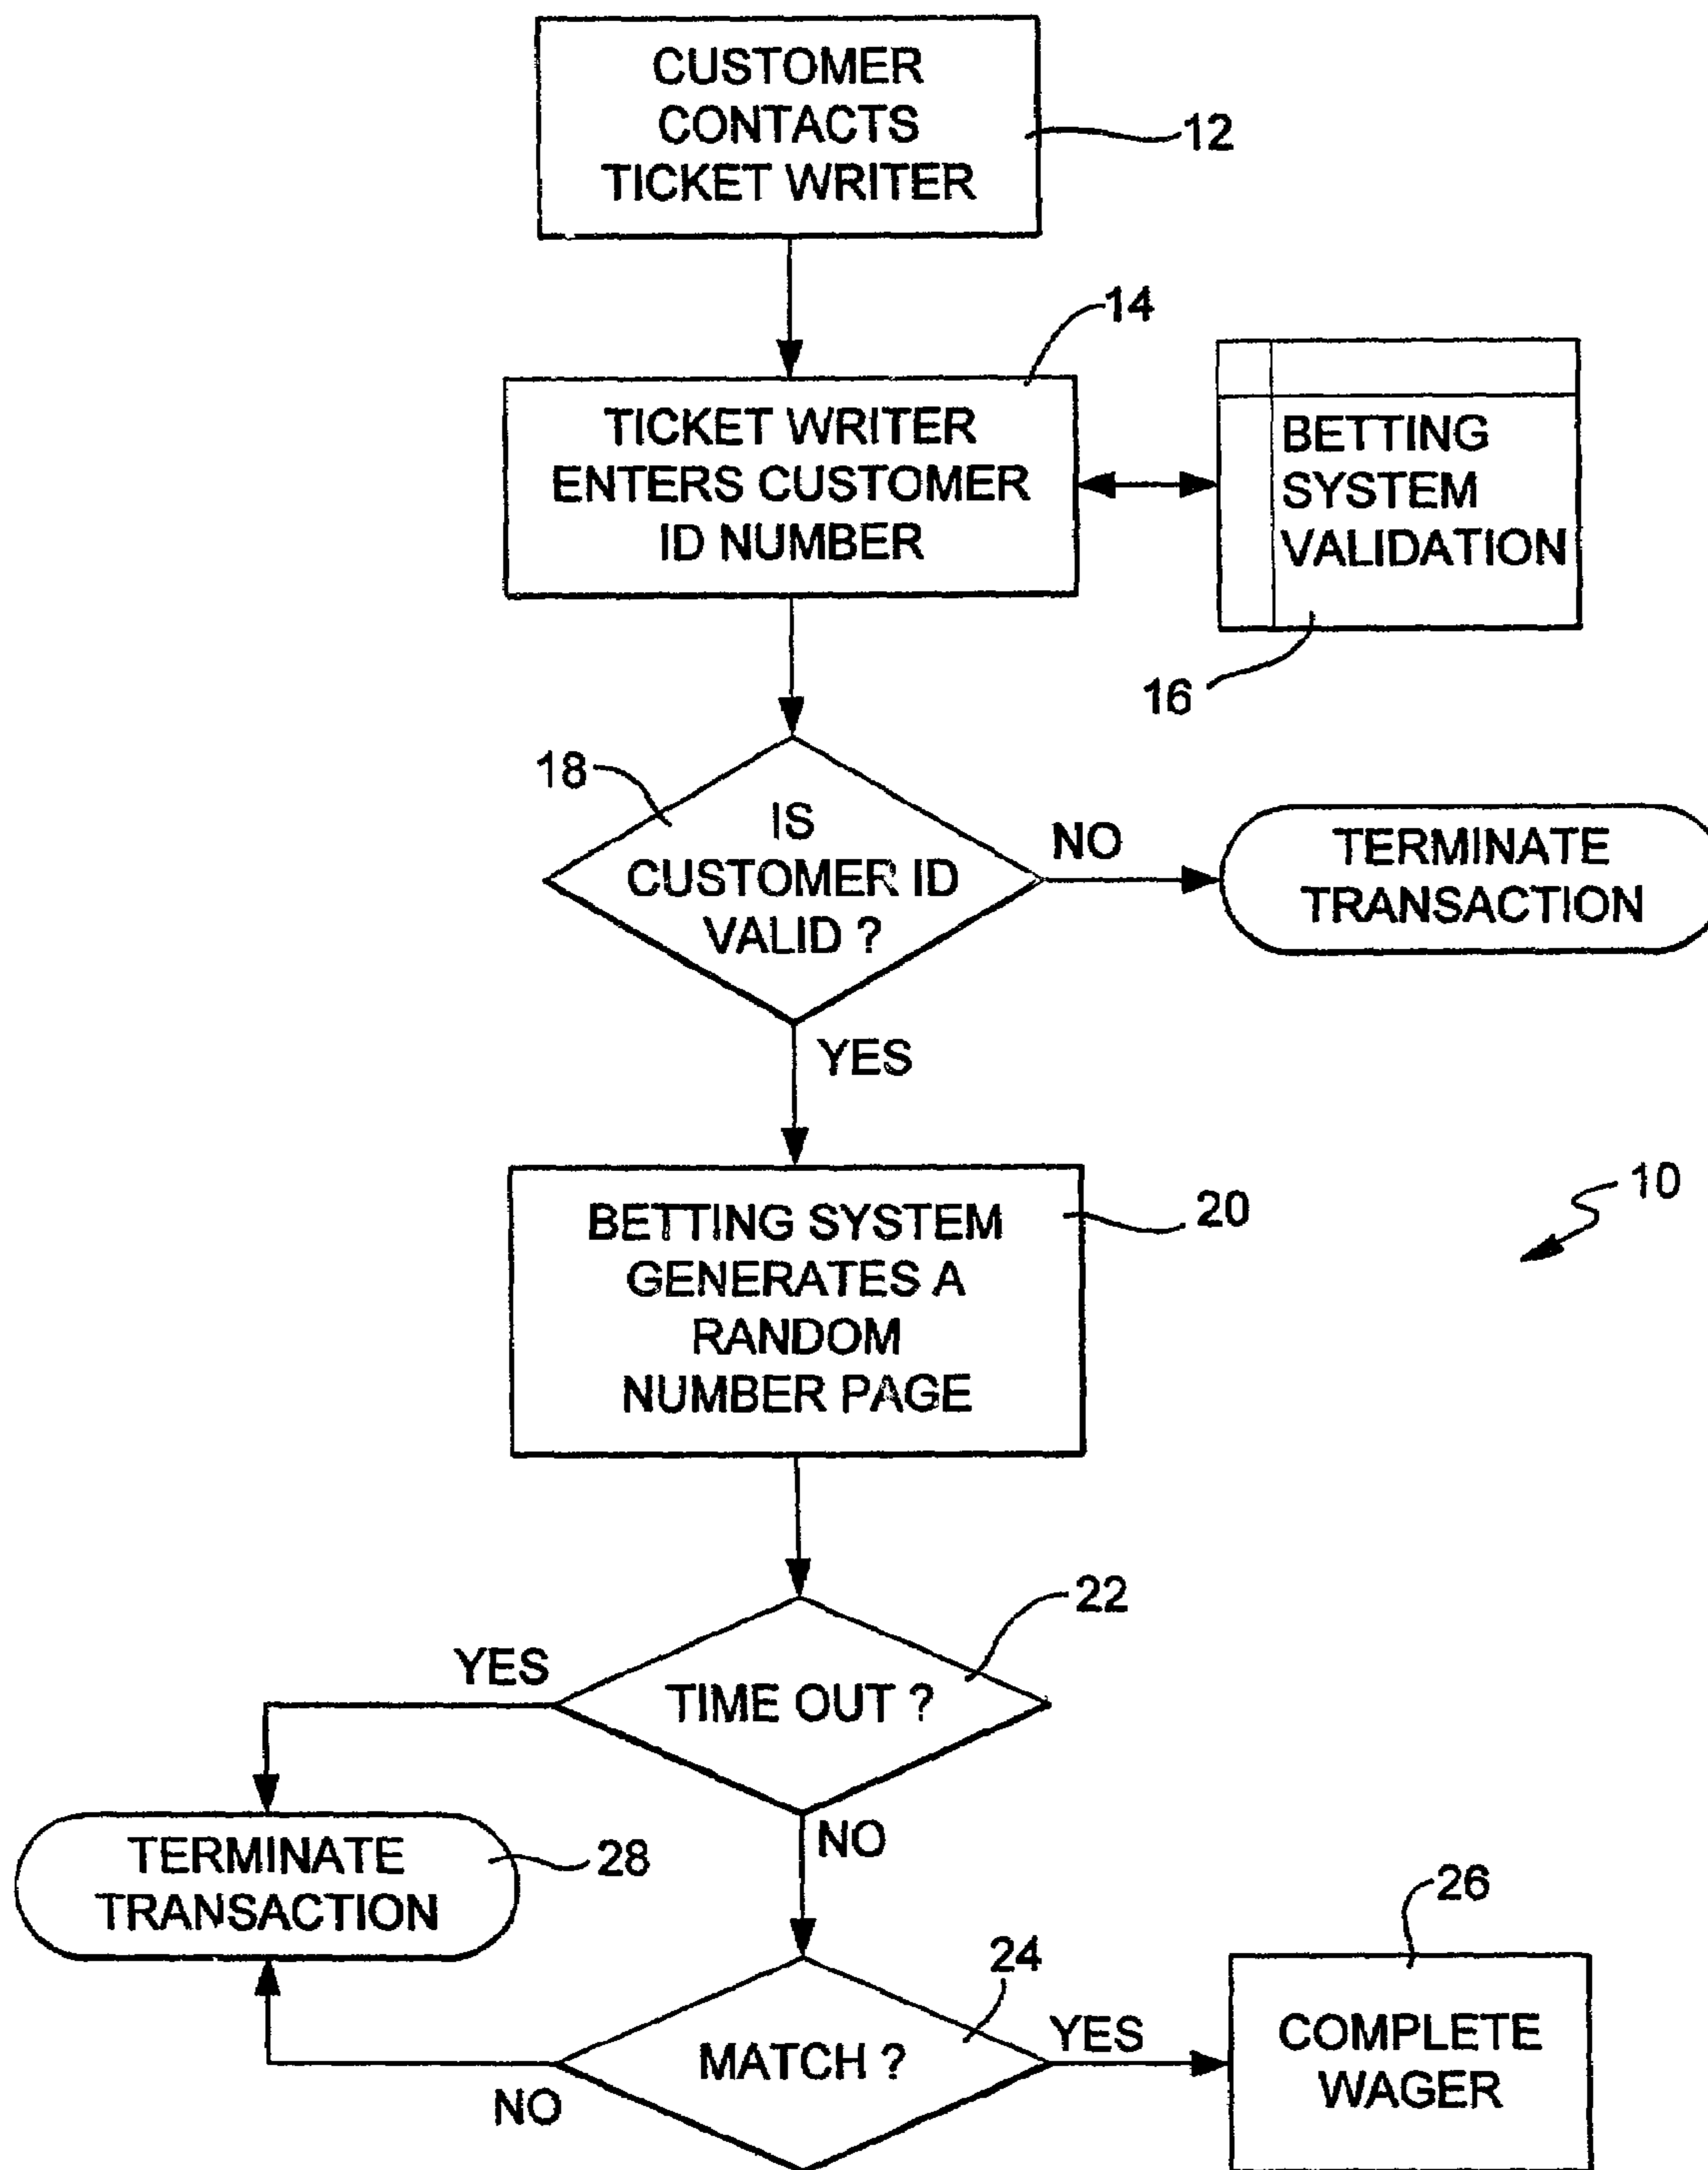 CUSTOMER
CONTACTS
TICKET WRITER
12
14
TICKET WRITER
ENTERS CUSTOMER
ID NUMBER
BETTING
SYSTEM
VALIDATION
16
18
IS
CUSTOMER ID
VALID ?
NO
TERMINATE
TRANSACTION
YES
BETTING SYSTEM
GENERATES A
RANDOM
NUMBER PAGE
20
10
22
YES
TIME OUT ?
NO
TERMINATE
TRANSACTION
28
26
24
MATCH ?
YES
NO
COMPLETE
WAGER